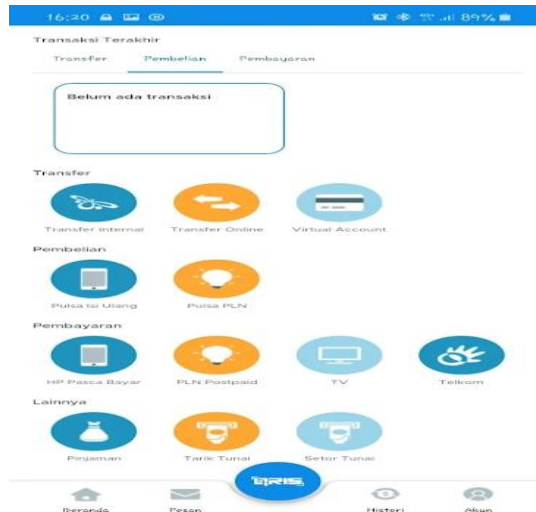 16:20 89%
Transaksi Terakhir
Transfer Pembelian Pembayaran
Belum ada transaksi
Transfer
Transfer Internal Transfer Online Virtual Account
Pembelian
Pulsa Isi Ulang Pulsa PLN
Pembayaran
HP Pasca Bayar PLN Postpaid TV Telkom
Lainnya
Pinjaman Tarik Tunai Setor Tunai
QRIS
Beranda Pesan Histori Akun